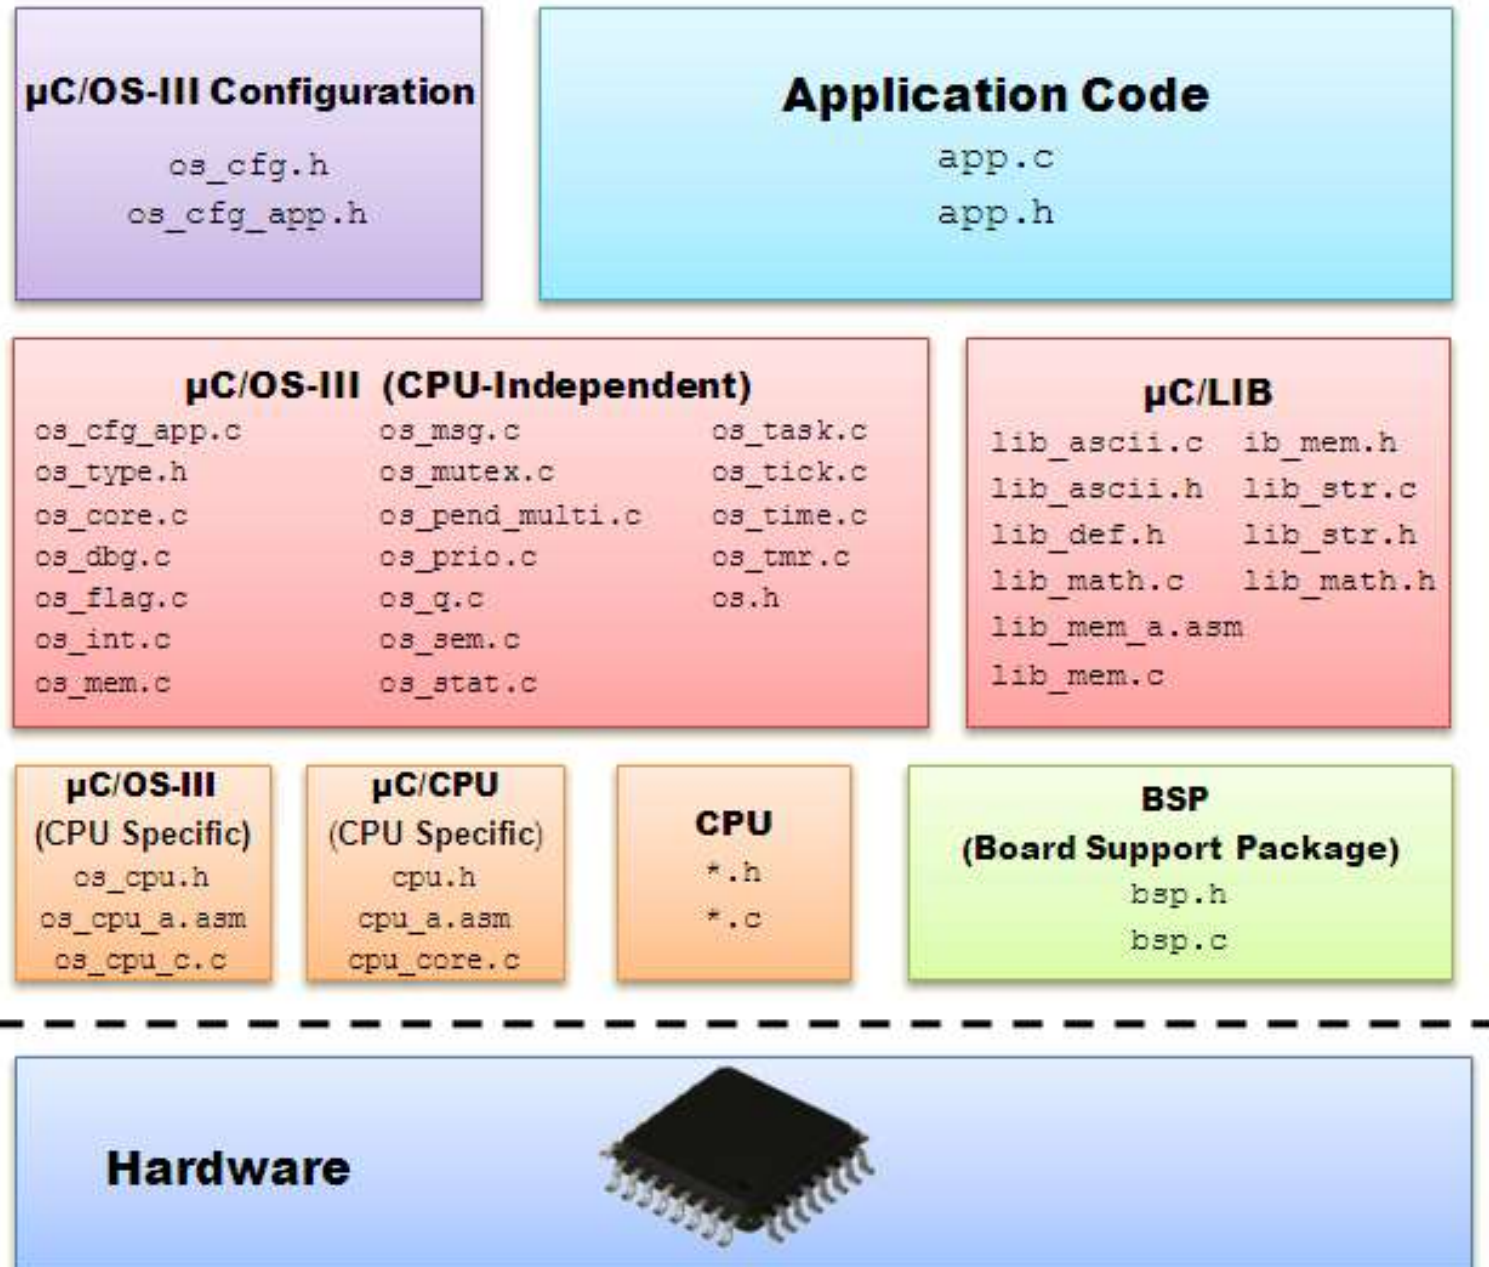 µC/OS-III Configuration
os_cfg.h
os_cfg_app.h
Application Code
app.c
app.h
µC/OS-III (CPU-Independent)
os_cfg_app.c os_msg.c os_task.c
os_type.h os_mutex.c os_tick.c
os_core.c os_pend_multi.c os_time.c
os_dbg.c os_prio.c os_tmr.c
os_flag.c os_q.c os.h
os_int.c os_sem.c
os_mem.c os_stat.c
µC/LIB
lib_ascii.c ib_mem.h
lib_ascii.h lib_str.c
lib_def.h lib_str.h
lib_math.c lib_math.h
lib_mem_a.asm
lib_mem.c
µC/OS-III
(CPU Specific)
os_cpu.h
os_cpu_a.asm
os_cpu_c.c
µC/CPU
(CPU Specific)
cpu.h
cpu_a.asm
cpu_core.c
CPU
*.h
*.c
BSP
(Board Support Package)
bsp.h
bsp.c
Hardware